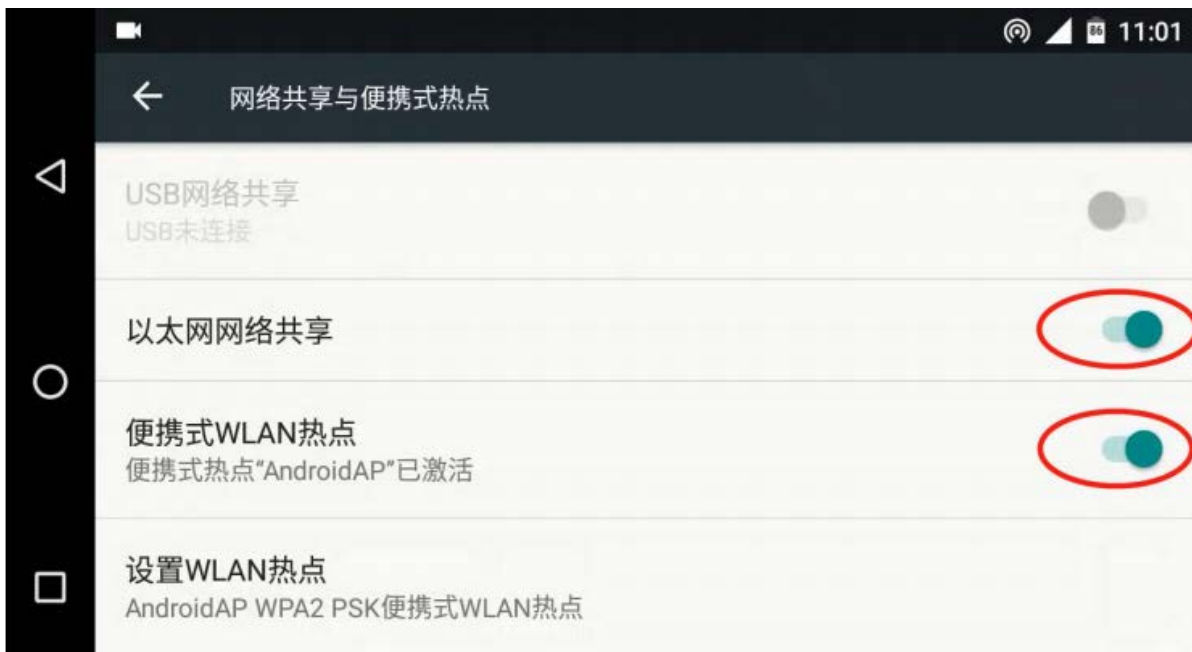 86 11:01
网络共享与便携式热点
USB网络共享
USB未连接
以太网网络共享
便携式WLAN热点
便携式热点“AndroidAP”已激活
设置WLAN热点
AndroidAP WPA2 PSK便携式WLAN热点